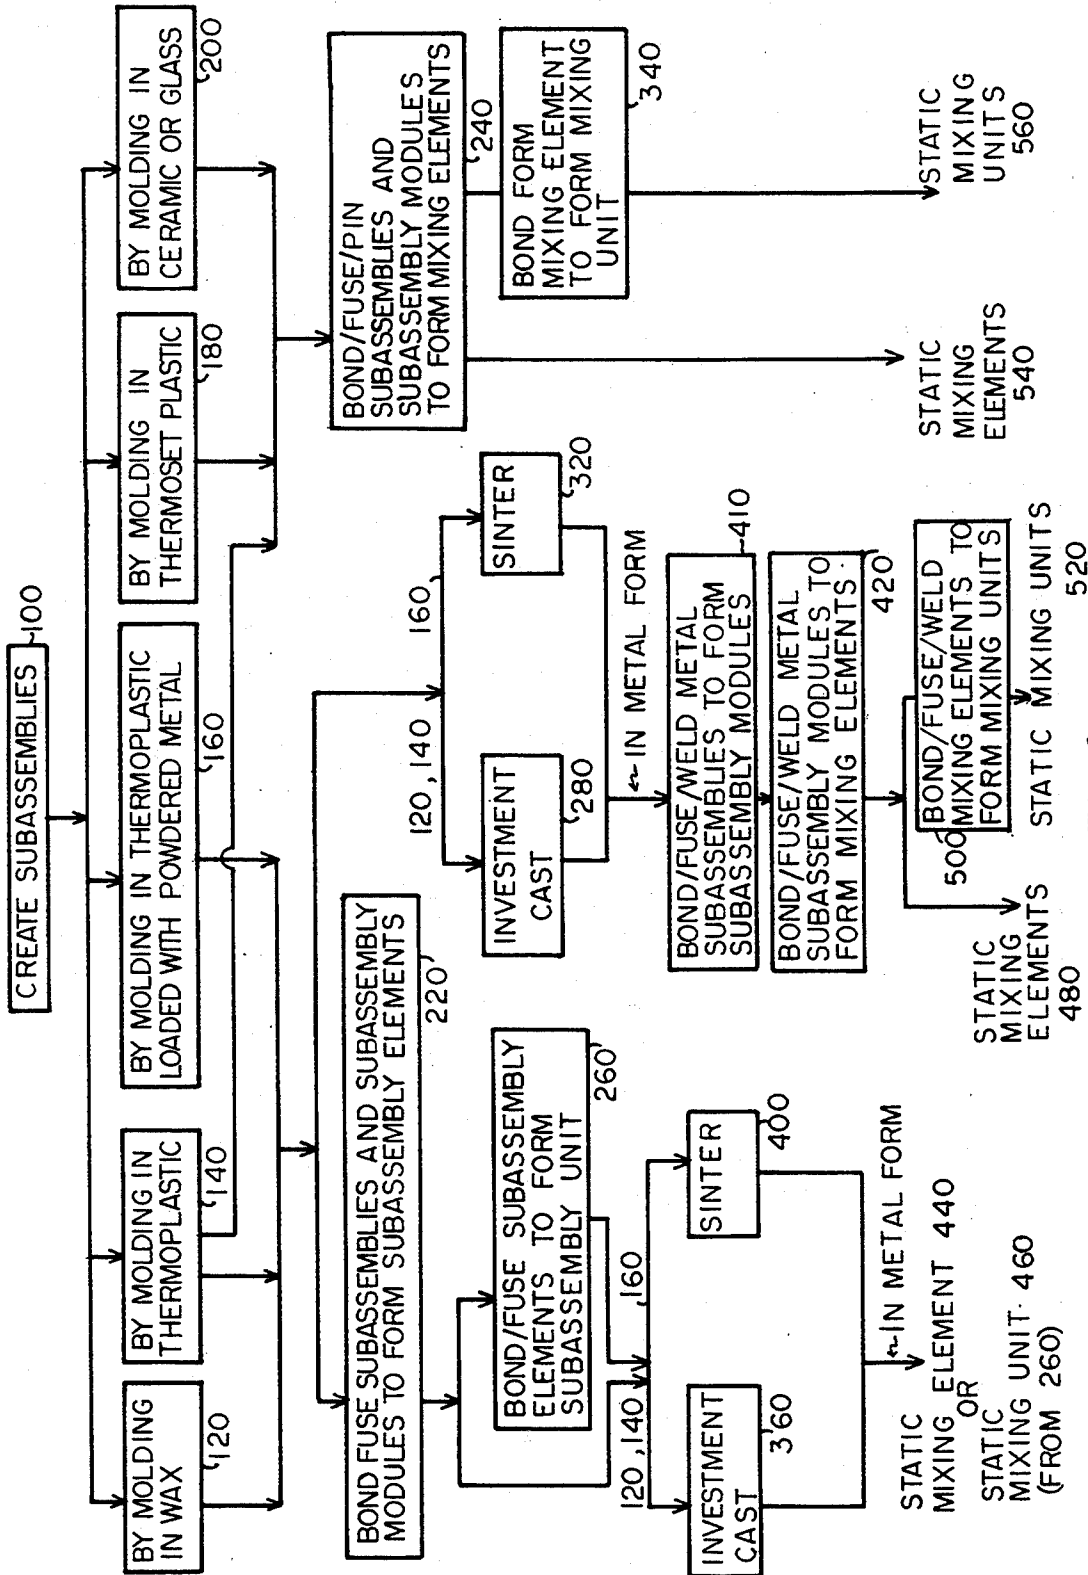 CREATE SUBASSEMBLIES
100
BY MOLDING
IN WAX
120
BY MOLDING IN
THERMOPLASTIC
140
BY MOLDING IN THERMOPLASTIC
LOADED WITH POWDERED METAL
160
BY MOLDING IN
THERMOSET PLASTIC
180
BY MOLDING IN
CERAMIC OR GLASS
200
BOND FUSE SUBASSEMBLIES AND SUBASSEMBLY
MODULES TO FORM SUBASSEMBLY ELEMENTS
220
BOND/FUSE/PIN
SUBASSEMBLIES AND
SUBASSEMBLY MODULES
TO FORM MIXING ELEMENTS
240
BOND/FUSE SUBASSEMBLY
ELEMENTS TO FORM
SUBASSEMBLY UNIT
260
120, 140
160
INVESTMENT
CAST
280
SINTER
320
BOND FORM
MIXING ELEMENT
TO FORM MIXING
UNIT
340
120, 140
160
INVESTMENT
CAST
360
SINTER
400
IN METAL FORM
BOND/FUSE/WELD METAL
SUBASSEMBLIES TO FORM
SUBASSEMBLY MODULES
410
BOND/FUSE/WELD METAL
SUBASSEMBLY MODULES TO
FORM MIXING ELEMENTS
420
IN METAL FORM
STATIC
MIXING ELEMENT 440
OR
STATIC
MIXING UNIT 460
(FROM 260)
500
BOND/FUSE/WELD
MIXING ELEMENTS TO
FORM MIXING UNITS
STATIC
MIXING
ELEMENTS
480
STATIC MIXING UNITS
520
STATIC
MIXING
ELEMENTS
540
STATIC
MIXING
UNITS
560